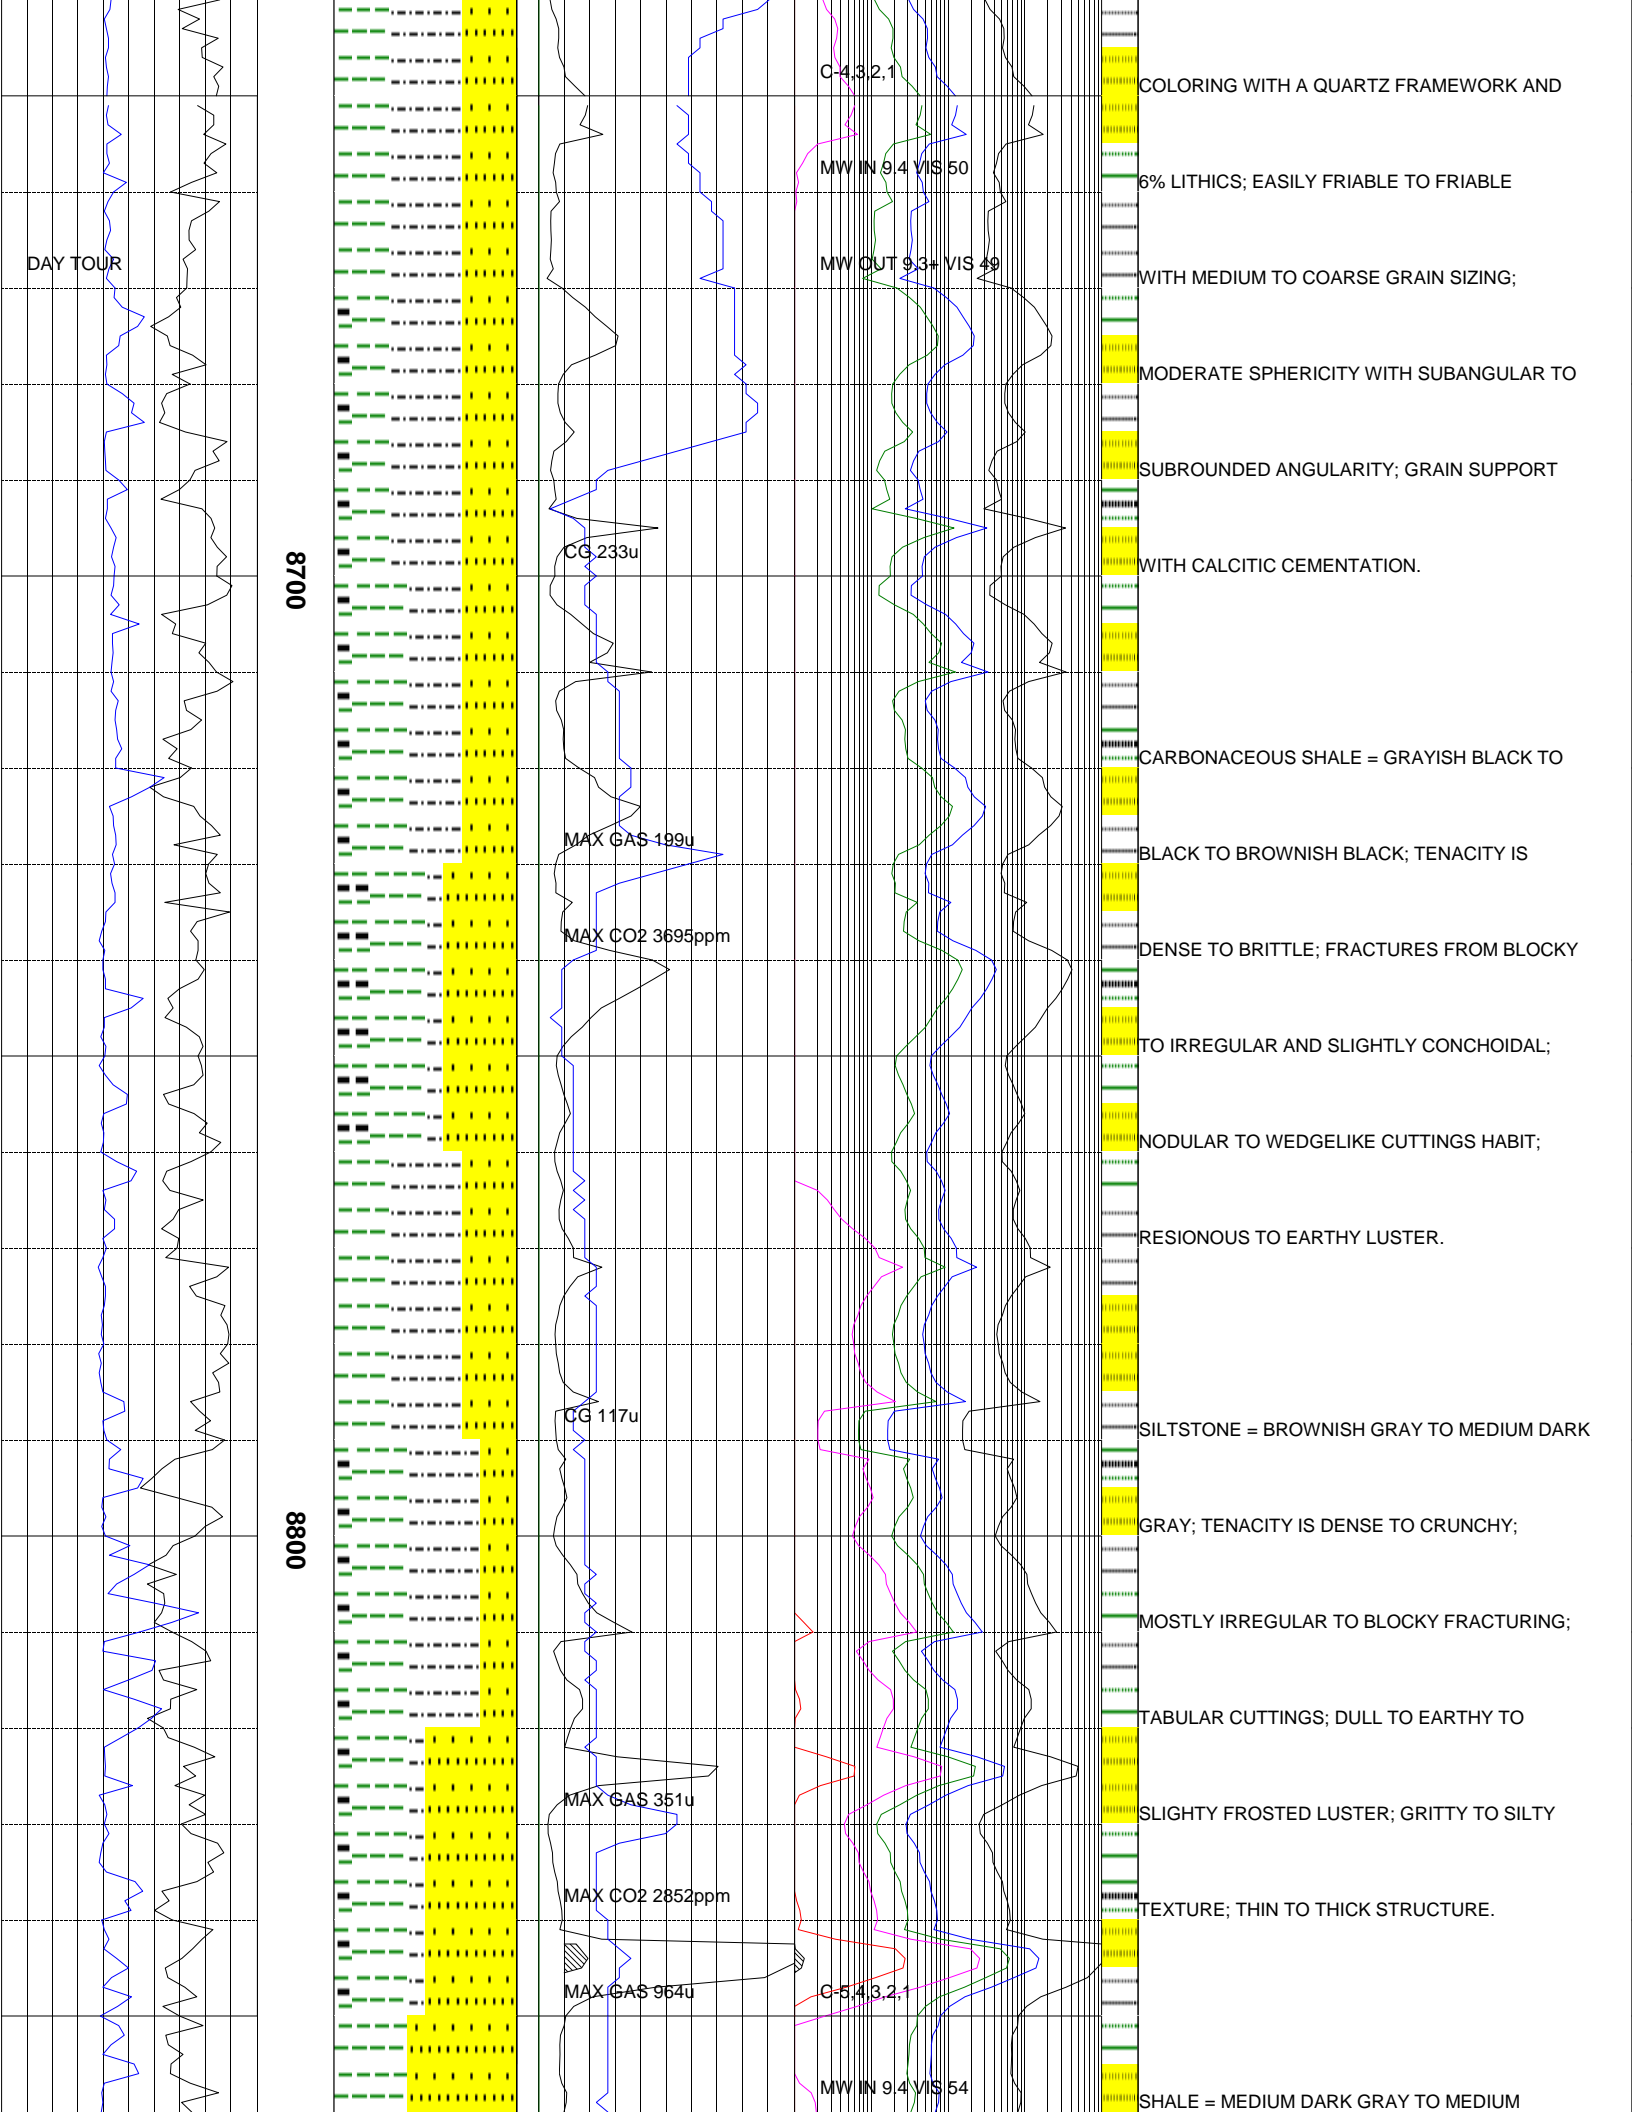 C-4,3,2,1
COLORING WITH A QUARTZ FRAMEWORK AND
MW IN 9.4 VIS 50
6% LITHICS; EASILY FRIABLE TO FRIABLE
DAY TOUR
MW OUT 9.3+ VIS 49
WITH MEDIUM TO COARSE GRAIN SIZING;
MODERATE SPHERICITY WITH SUBANGULAR TO
SUBROUNDED ANGULARITY; GRAIN SUPPORT
CG 233u
WITH CALCITIC CEMENTATION.
8700
CARBONACEOUS SHALE = GRAYISH BLACK TO
MAX GAS 199u
BLACK TO BROWNISH BLACK; TENACITY IS
MAX CO2 3695ppm
DENSE TO BRITTLE; FRACTURES FROM BLOCKY
TO IRREGULAR AND SLIGHTLY CONCHOIDAL;
NODULAR TO WEDGELIKE CUTTINGS HABIT;
RESIONOUS TO EARTHY LUSTER.
CG 117u
SILTSTONE = BROWNISH GRAY TO MEDIUM DARK
8800
GRAY; TENACITY IS DENSE TO CRUNCHY;
MOSTLY IRREGULAR TO BLOCKY FRACTURING;
TABULAR CUTTINGS; DULL TO EARTHY TO
MAX GAS 351u
SLIGHTY FROSTED LUSTER; GRITTY TO SILTY
MAX CO2 2852ppm
TEXTURE; THIN TO THICK STRUCTURE.
MAX GAS 964u
C-5,4,3,2,1
MW IN 9.4 VIS 54
SHALE = MEDIUM DARK GRAY TO MEDIUM